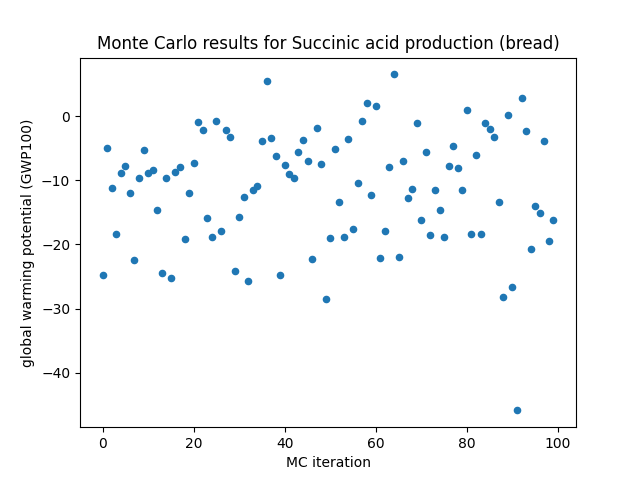 Monte Carlo results for Succinic acid production (bread)
global warming potential (GWP100)
0
−10
−20
−30
−40
0 20 40 60 80 100
MC iteration